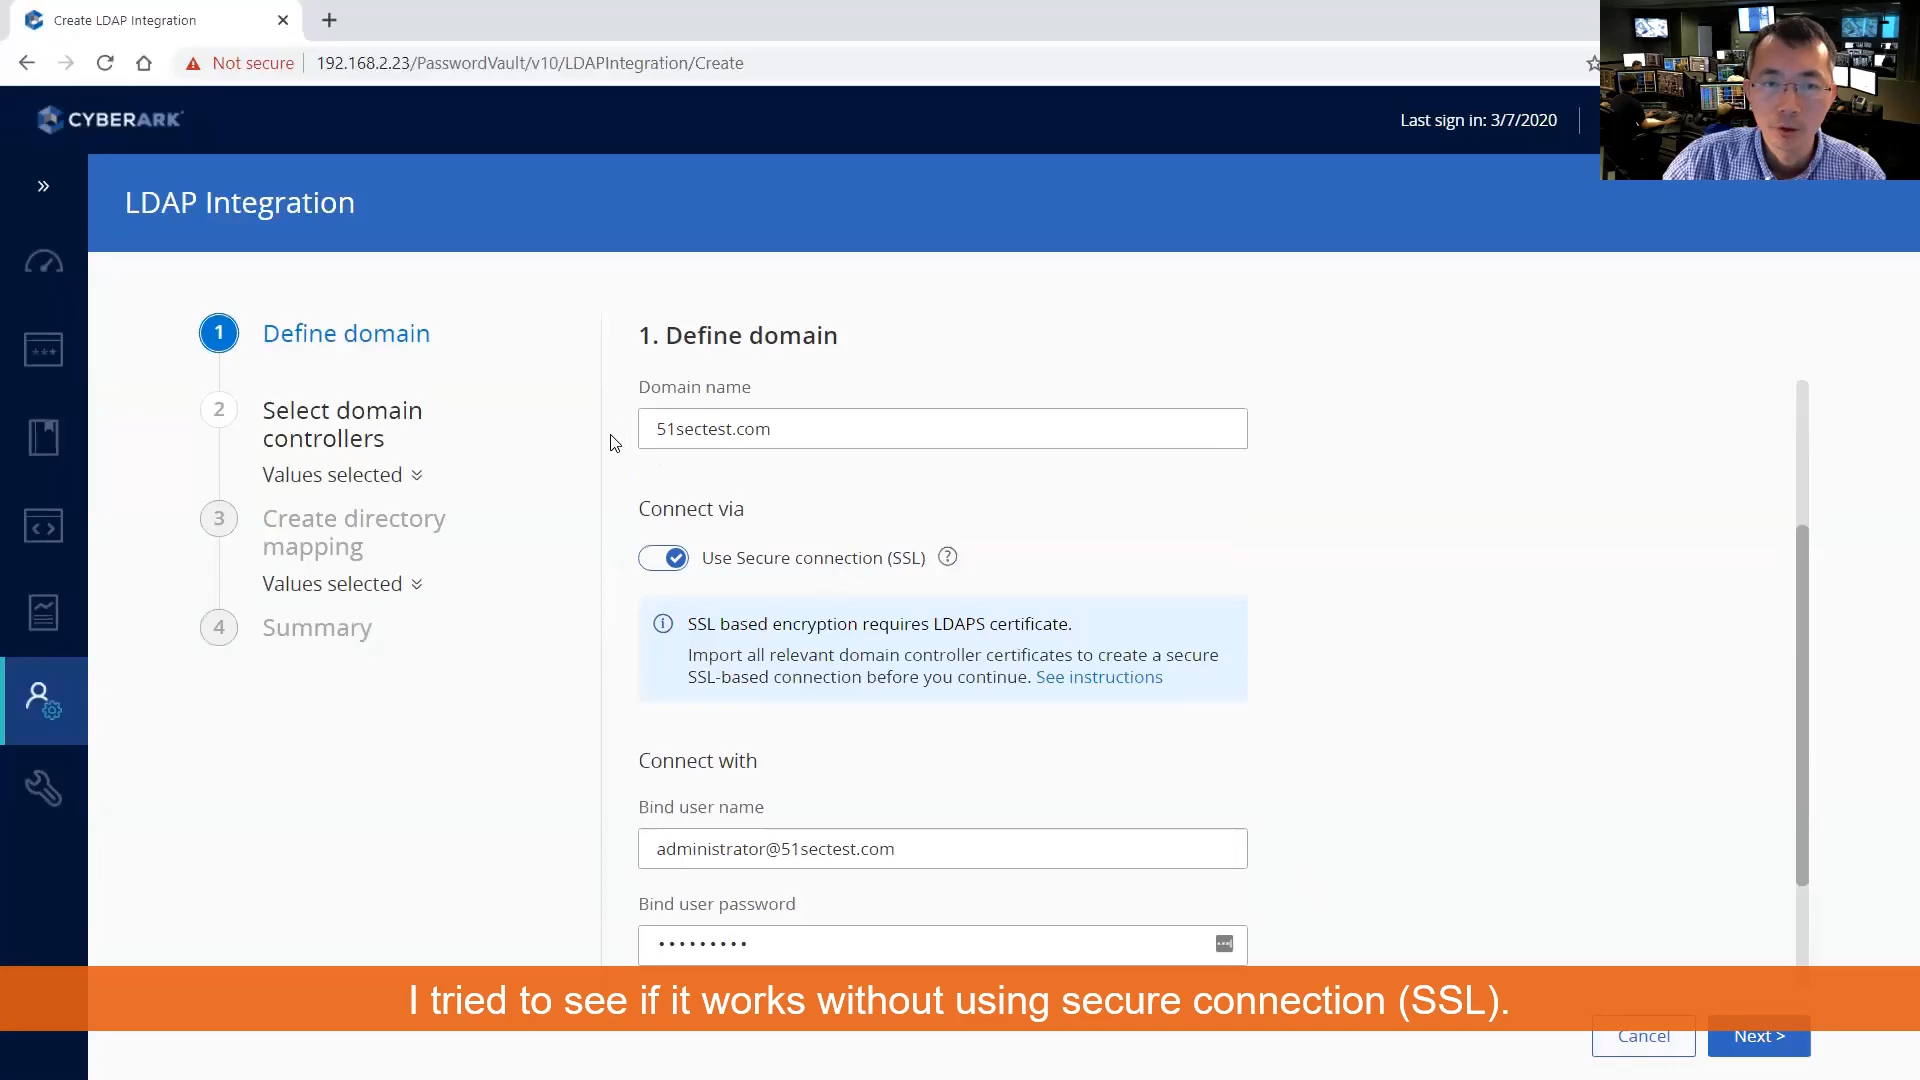 Create LDAP Integration
Not secure
192.168.2.23/PasswordVault/v10/LDAPIntegration/Create
CYBERARK
Last sign in: 3/7/2020
LDAP Integration
1
Define domain
2
Select domain
controllers
Values selected
3
Create directory
mapping
Values selected
4
Summary
1. Define domain
Domain name
51sectest.com
Connect via
Use Secure connection (SSL)
SSL based encryption requires LDAPS certificate.
Import all relevant domain controller certificates to create a secure
SSL-based connection before you continue. See instructions
Connect with
Bind user name
administrator@51sectest.com
Bind user password
•••••••••
I tried to see if it works without using secure connection (SSL).
Cancel
Next >